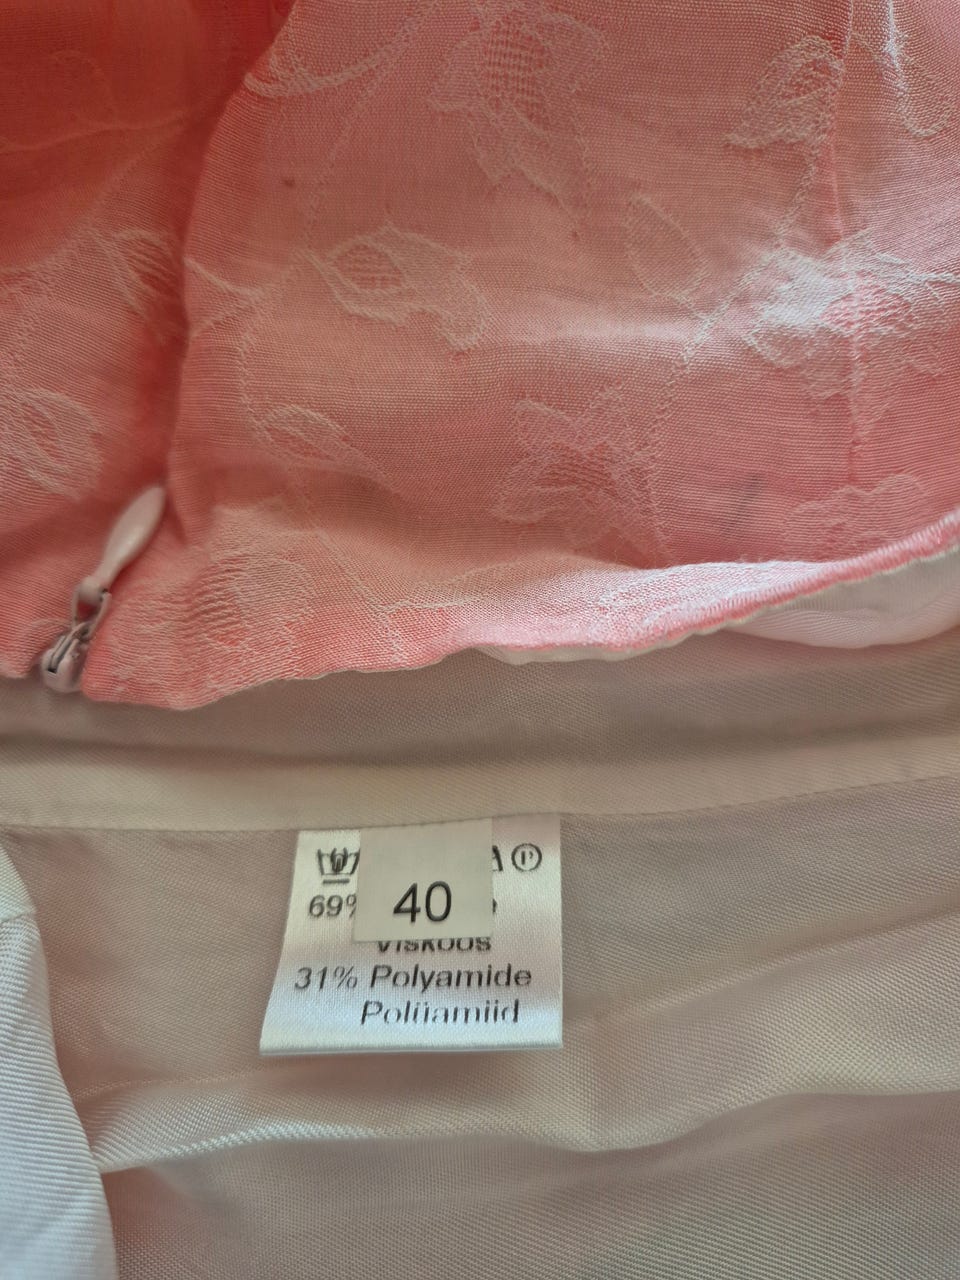 Ⓟ
69%
40
Viskoos
31% Polyamide
Polüamiid